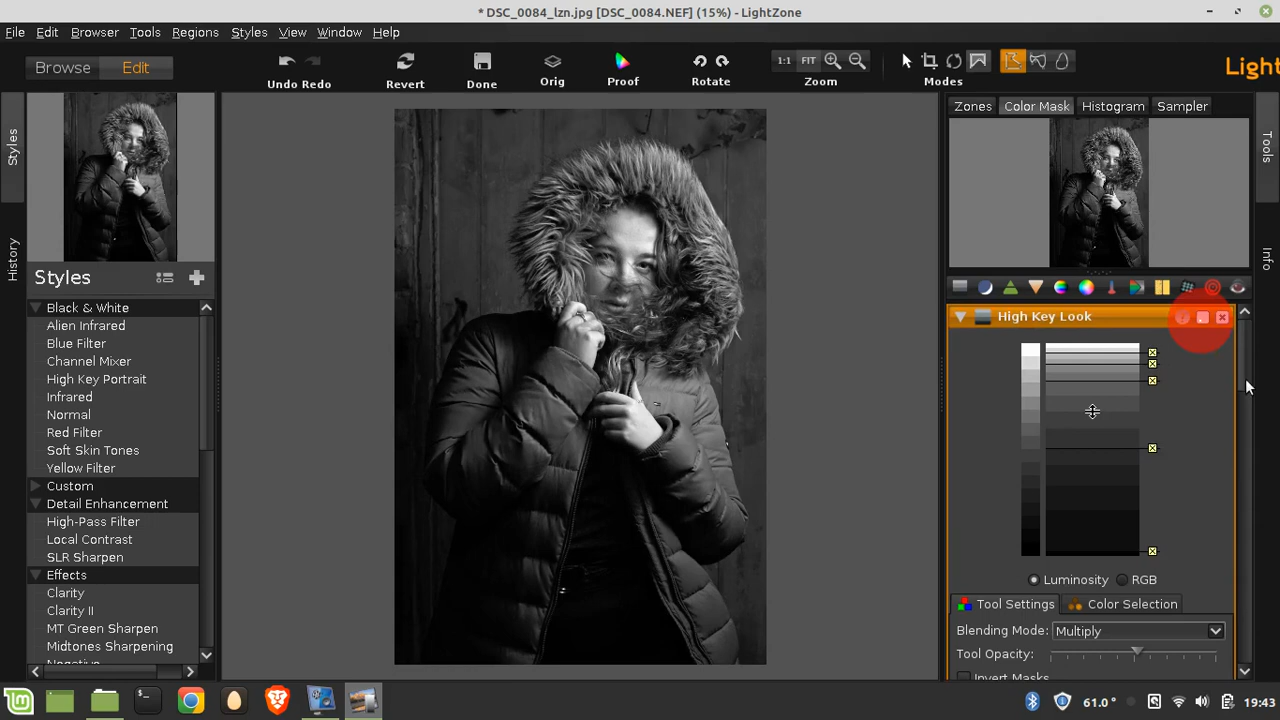 * DSC_0084_lzn.jpg [DSC_0084.NEF] (15%) - LightZone
File Edit Browser Tools Regions Styles View Window Help
Browse Edit
Undo Redo Revert Done Orig Proof Rotate 1:1 FIT Zoom Modes
Light
Styles
History
Zones Color Mask Histogram Sampler
Tools
Info
Styles
Black & White
Alien Infrared
Blue Filter
Channel Mixer
High Key Portrait
Infrared
Normal
Red Filter
Soft Skin Tones
Yellow Filter
Custom
Detail Enhancement
High-Pass Filter
Local Contrast
SLR Sharpen
Effects
Clarity
Clarity II
MT Green Sharpen
Midtones Sharpening
Negative
High Key Look
Luminosity RGB
Tool Settings Color Selection
Blending Mode: Multiply
Tool Opacity:
Invert Masks
61.0° 19:43